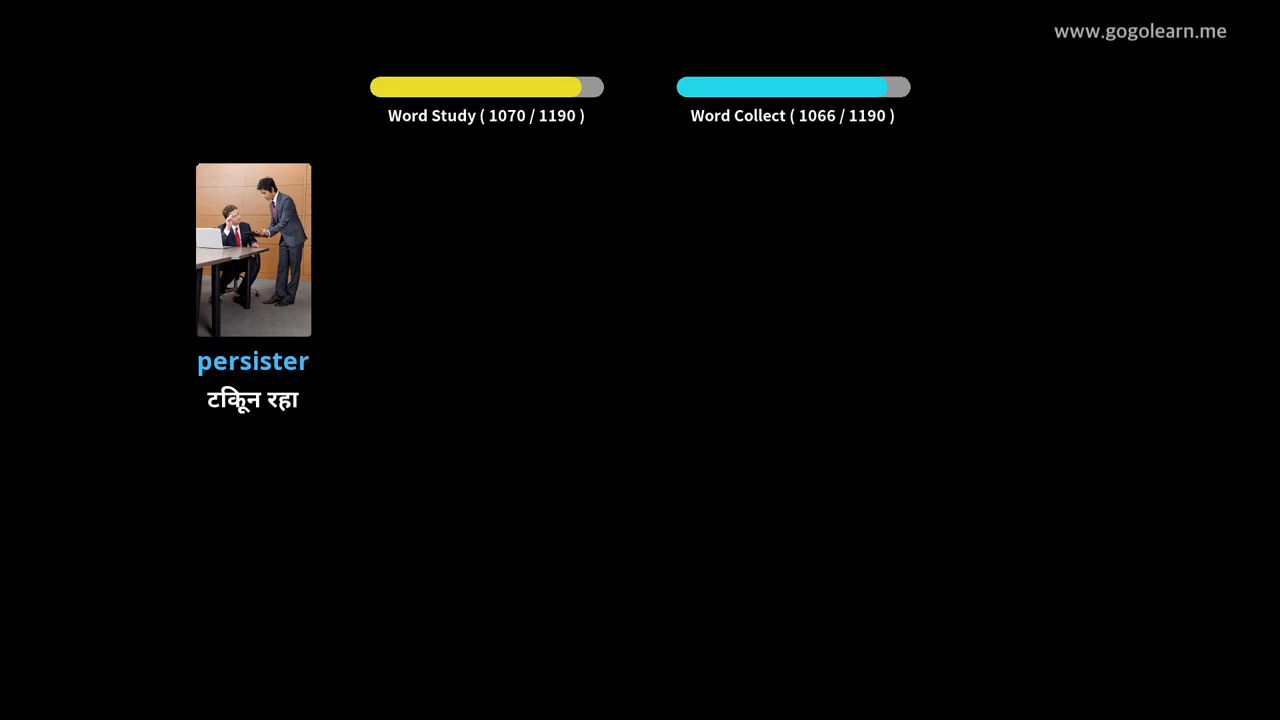 www.gogolearn.me
Word Study ( 1070 / 1190 )
Word Collect ( 1066 / 1190 )
persister
टिकून रहा